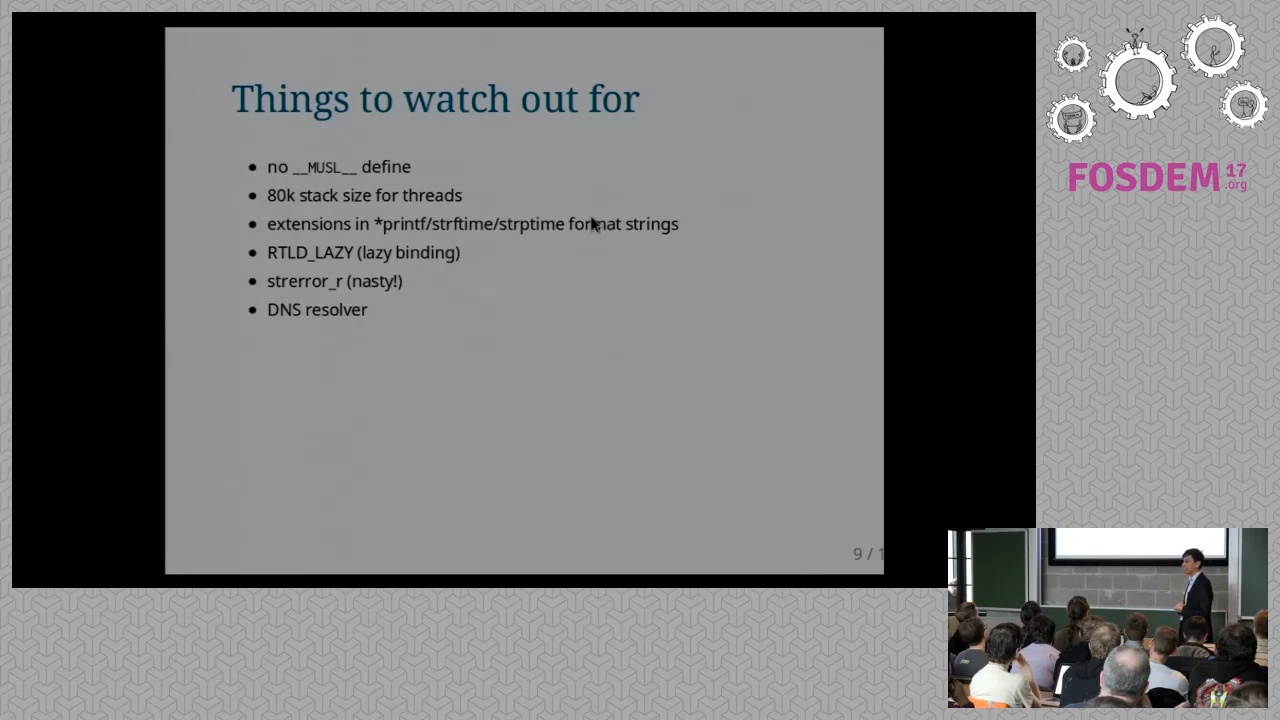 Things to watch out for
no __MUSL__ define
80k stack size for threads
extensions in *printf/strftime/strptime format strings
RTLD_LAZY (lazy binding)
strerror_r (nasty!)
DNS resolver
9 / 1
FOSDEM 17
.org